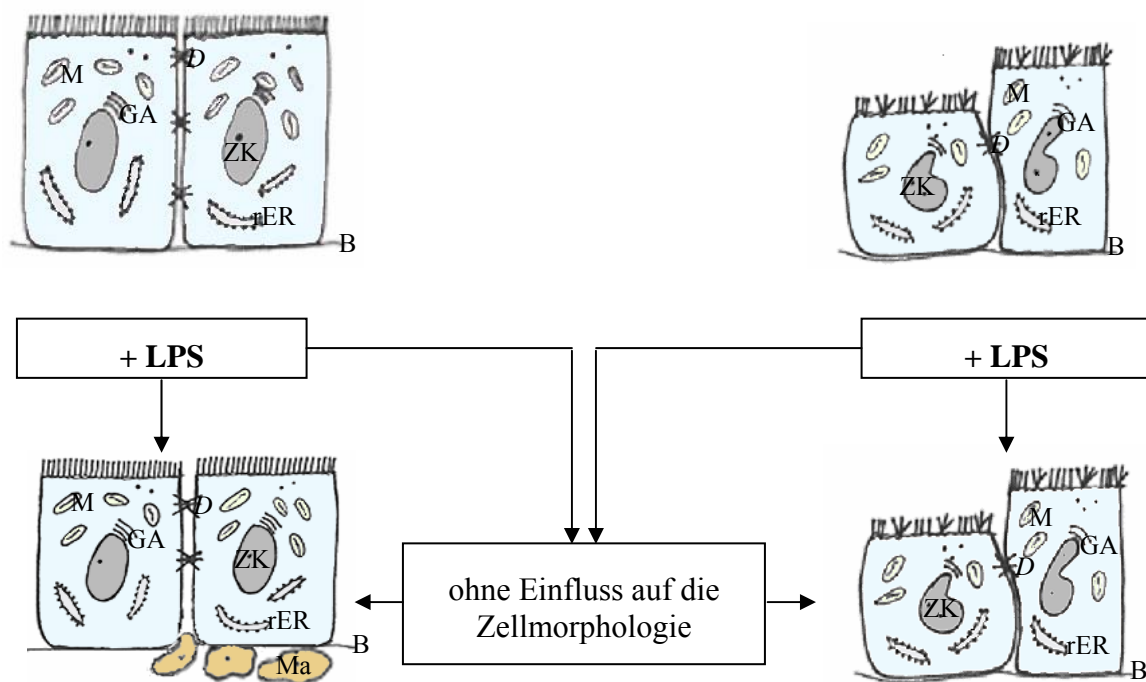 M
D
GA
ZK
rER
B
M
GA
D
ZK
rER
B
+ LPS
+ LPS
M
D
GA
ZK
rER
B
Ma
ohne Einfluss auf die
Zellmorphologie
M
GA
D
ZK
rER
B